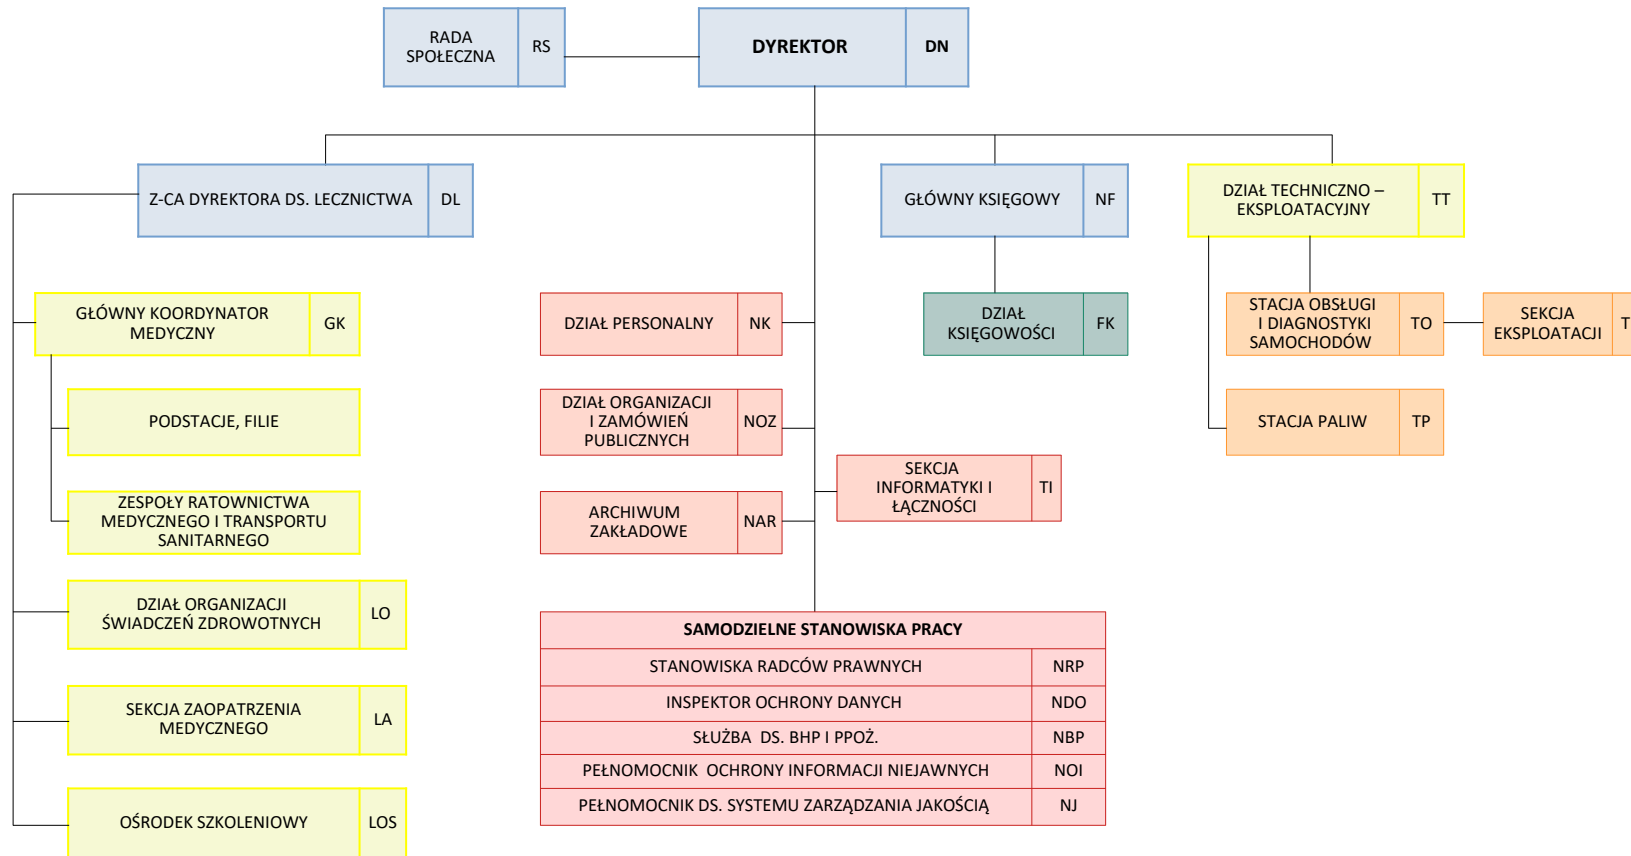 RADA
SPOŁECZNA
RS
DYREKTOR
DN
Z-CA DYREKTORA DS. LECZNICTWA
DL
GŁÓWNY KSIĘGOWY
NF
DZIAŁ TECHNICZNO –
EKSPLOATACYJNY
TT
GŁÓWNY KOORDYNATOR
MEDYCZNY
GK
DZIAŁ PERSONALNY
NK
DZIAŁ
KSIĘGOWOŚCI
FK
STACJA OBSŁUGI
I DIAGNOSTYKI
SAMOCHODÓW
TO
SEKCJA
EKSPLOATACJI
PODSTACJE, FILIE
DZIAŁ ORGANIZACJI
I ZAMÓWIEŃ
PUBLICZNYCH
NOZ
STACJA PALIW
TP
ZESPOŁY RATOWNICTWA
MEDYCZNEGO I TRANSPORTU
SANITARNEGO
ARCHIWUM
ZAKŁADOWE
NAR
SEKCJA
INFORMATYKI I
ŁĄCZNOŚCI
TI
DZIAŁ ORGANIZACJI
ŚWIADCZEŃ ZDROWOTNYCH
LO
SEKCJA ZAOPATRZENIA
MEDYCZNEGO
LA
OŚRODEK SZKOLENIOWY
LOS
SAMODZIELNE STANOWISKA PRACY
STANOWISKA RADCÓW PRAWNYCH
NRP
INSPEKTOR OCHRONY DANYCH
NDO
SŁUŻBA DS. BHP I PPOŻ.
NBP
PEŁNOMOCNIK OCHRONY INFORMACJI NIEJAWNYCH
NOI
PEŁNOMOCNIK DS. SYSTEMU ZARZĄDZANIA JAKOŚCIĄ
NJ